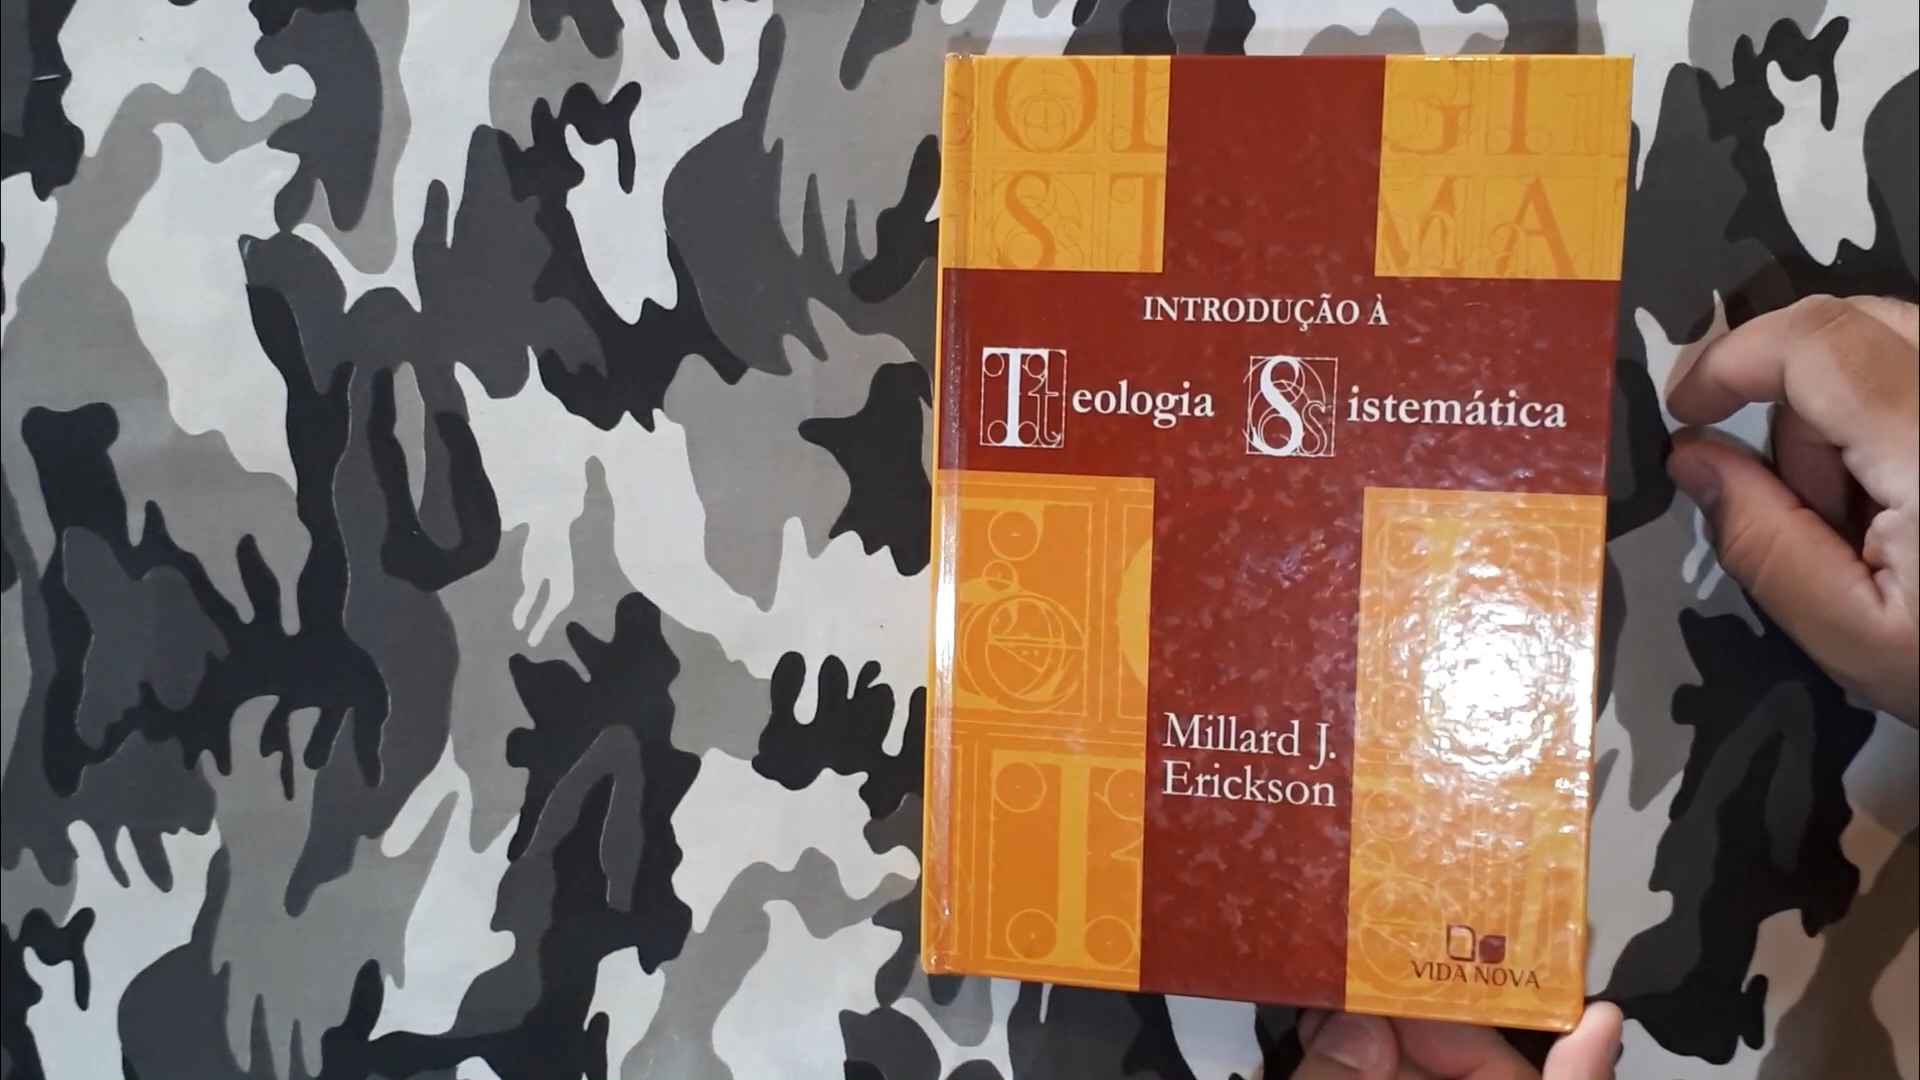 INTRODUÇÃO À
Teologia Sistemática
Millard J.
Erickson
VIDA NOVA